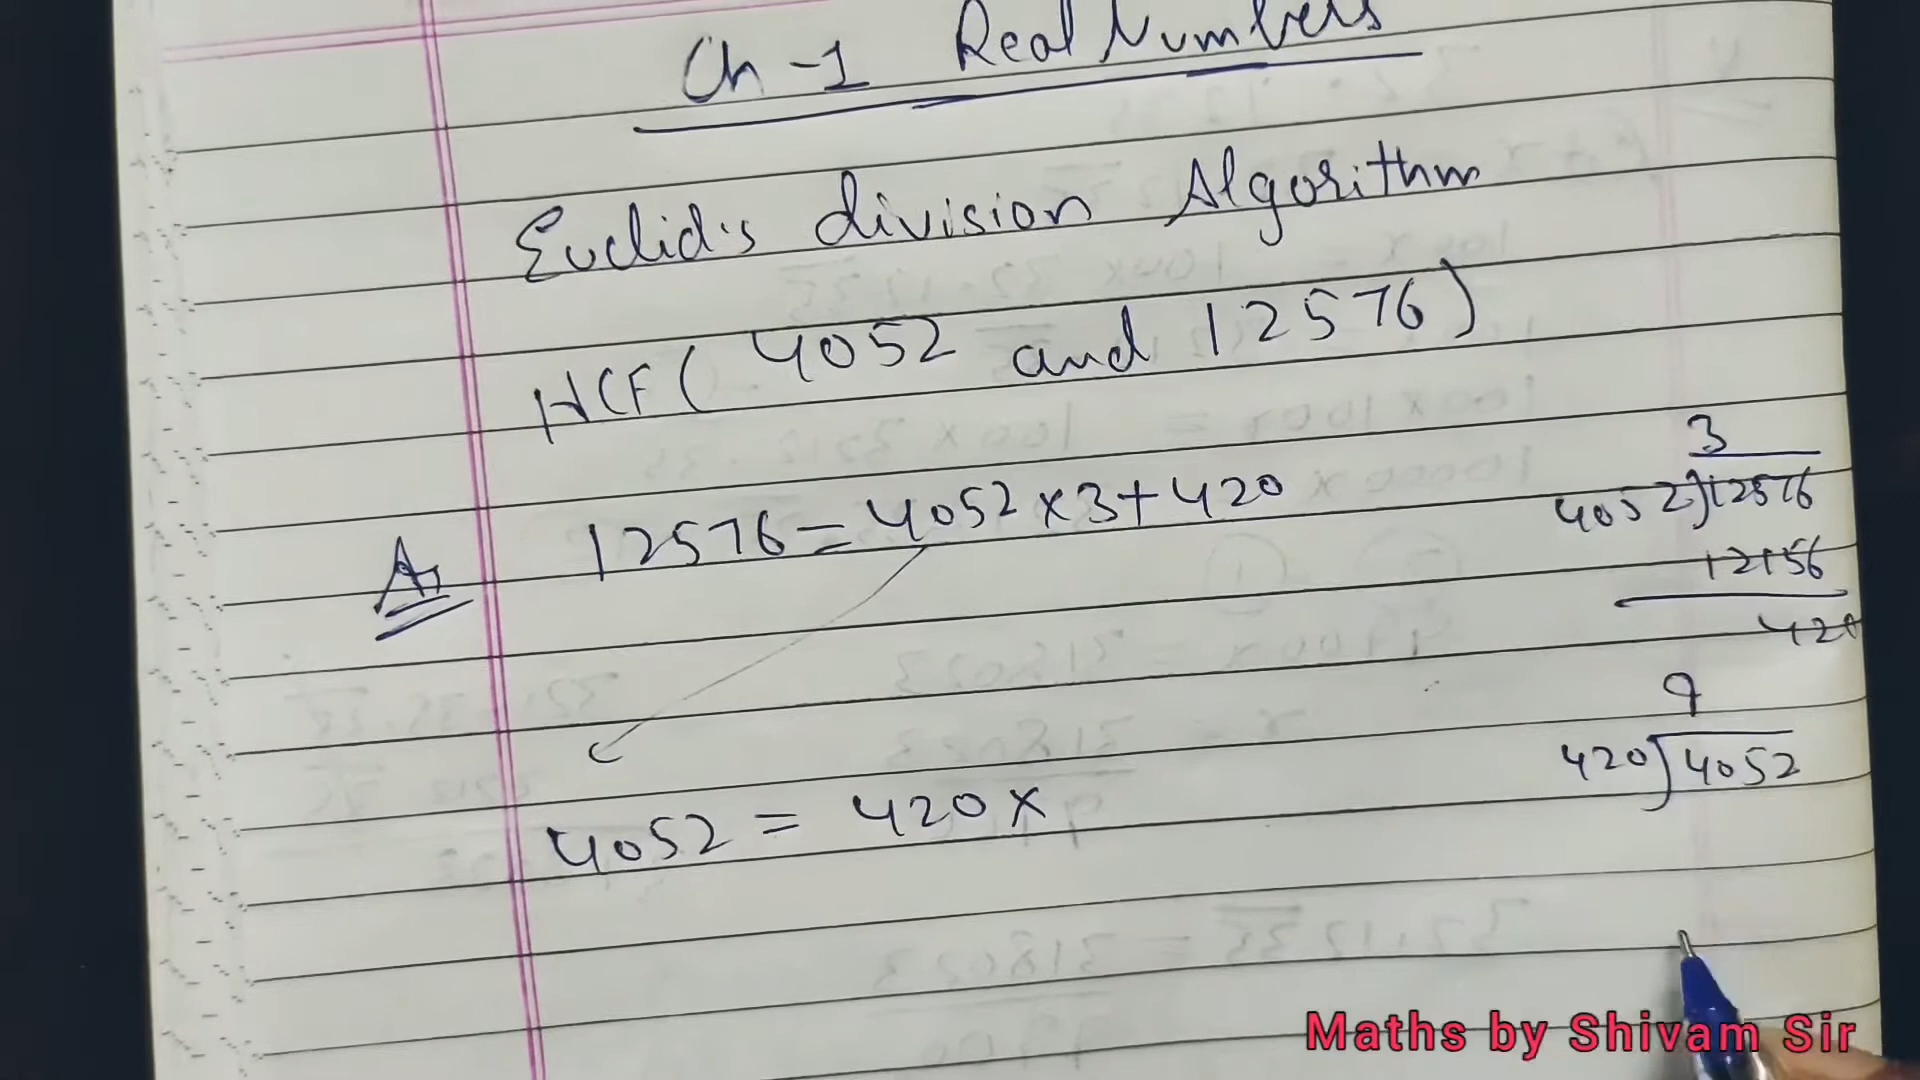 Ch-1 Real Numbers
Euclid's division Algorithm
HCF( 4052 and 12576)
A 12576=4052×3+420
3
4052)12576
12156
420
9
420)4052
4052 = 420×
Maths by Shivam Sir